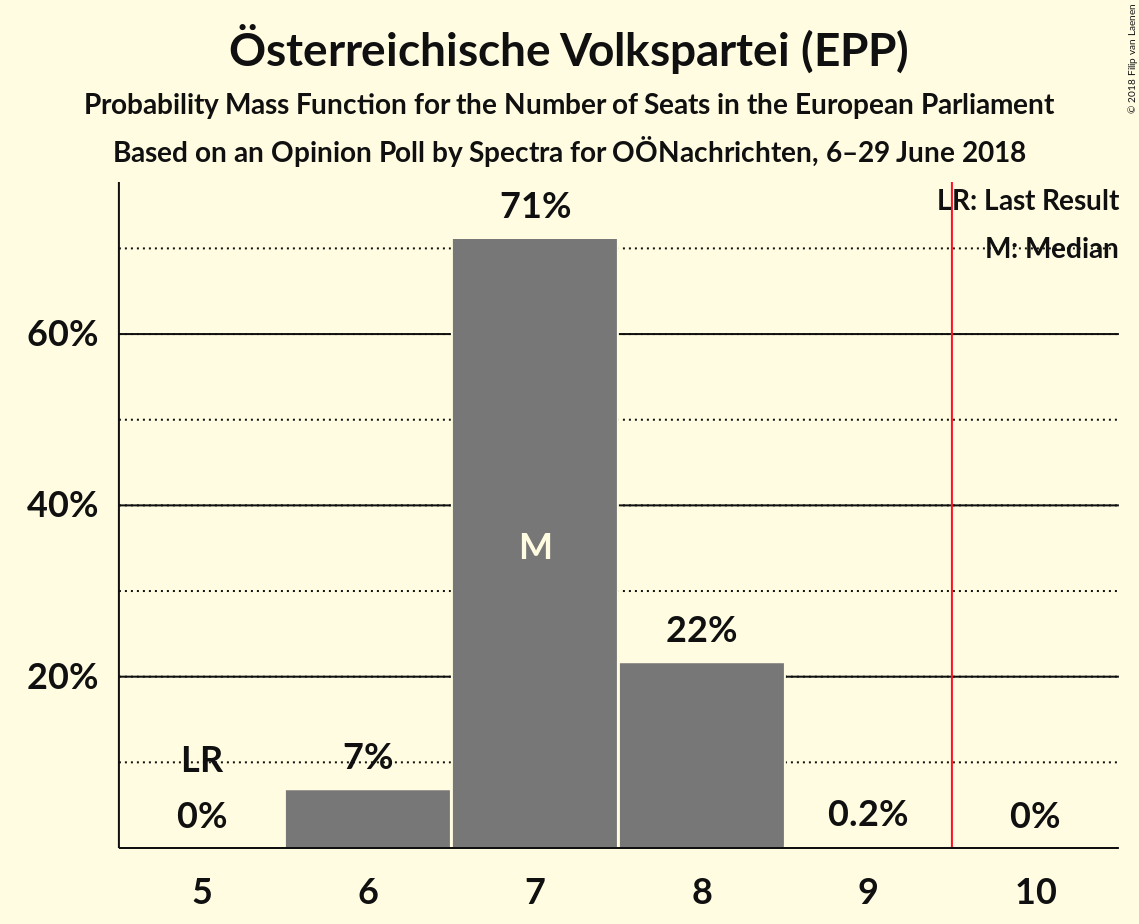 Österreichische Volkspartei (EPP)
Probability Mass Function for the Number of Seats in the European Parliament
Based on an Opinion Poll by Spectra for OÖNachrichten, 6–29 June 2018
© 2018 Filip van Laenen
LR: Last Result
M: Median
71%
60%
40%
M
22%
20%
LR
7%
0%
0.2%
0%
5 6 7 8 9 10